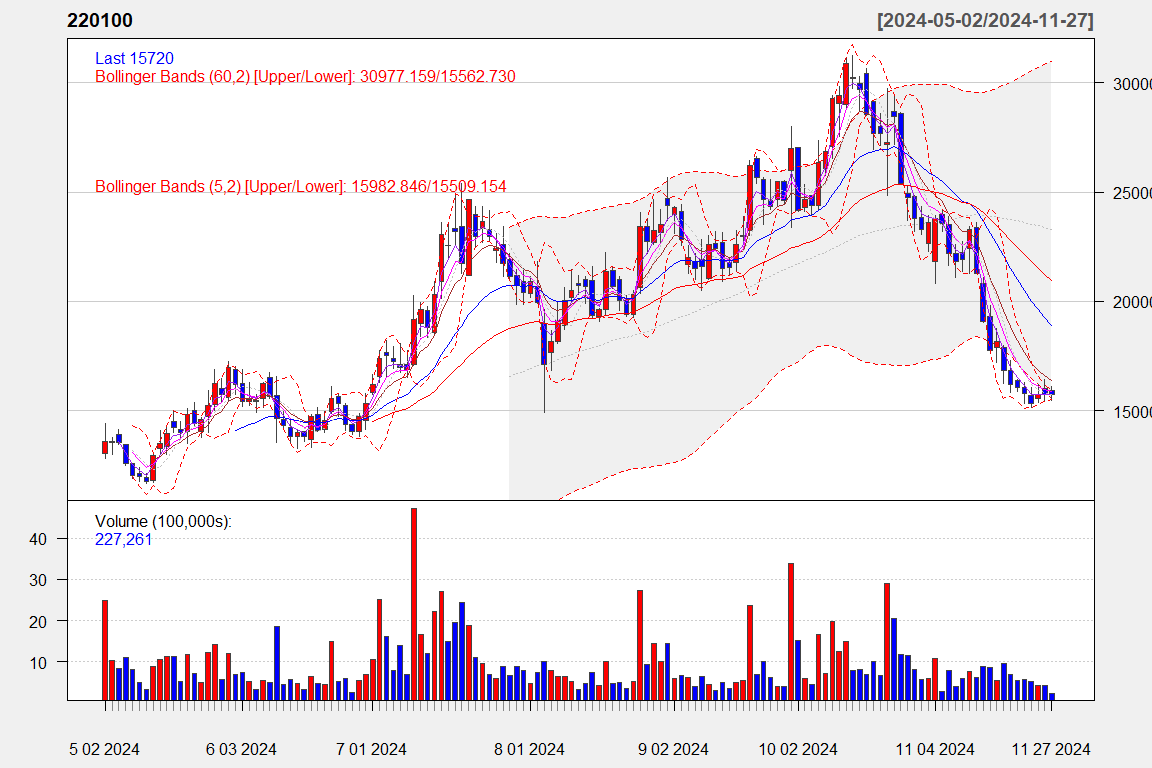 220100 [2024-05-02/2024-11-27]
Last 15720
Bollinger Bands (60,2) [Upper/Lower]: 30977.159/15562.730
30000
Bollinger Bands (5,2) [Upper/Lower]: 15982.846/15509.154
25000
20000
15000
Volume (100,000s):
227,261
40
30
20
10
5 02 2024 6 03 2024 7 01 2024 8 01 2024 9 02 2024 10 02 2024 11 04 2024 11 27 2024